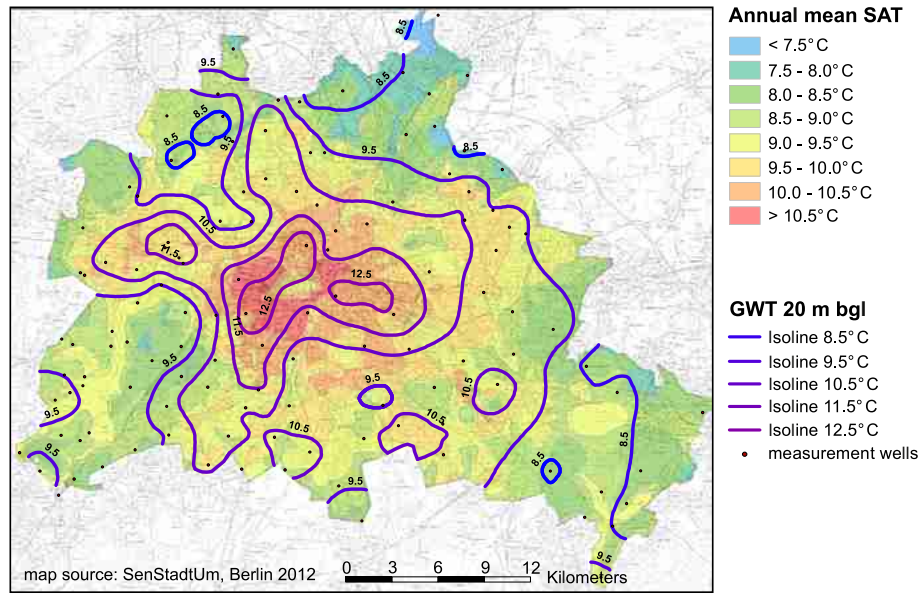 Annual mean SAT
< 7.5°C
7.5 - 8.0°C
8.0 - 8.5°C
8.5 - 9.0°C
9.0 - 9.5°C
9.5 - 10.0°C
10.0 - 10.5°C
> 10.5°C
GWT 20 m bgl
Isoline 8.5°C
Isoline 9.5°C
Isoline 10.5°C
Isoline 11.5°C
Isoline 12.5°C
measurement wells
8.5
9.5
8.5
8.5
8.5
9.5
9.5
8.5
10.5
11.5
12.5
12.5
11.5
9.5
9.5
10.5
9.5
10.5
10.5
8.5
9.5
8.5
9.5
9.5
map source: SenStadtUm, Berlin 2012
0 3 6 9 12
Kilometers